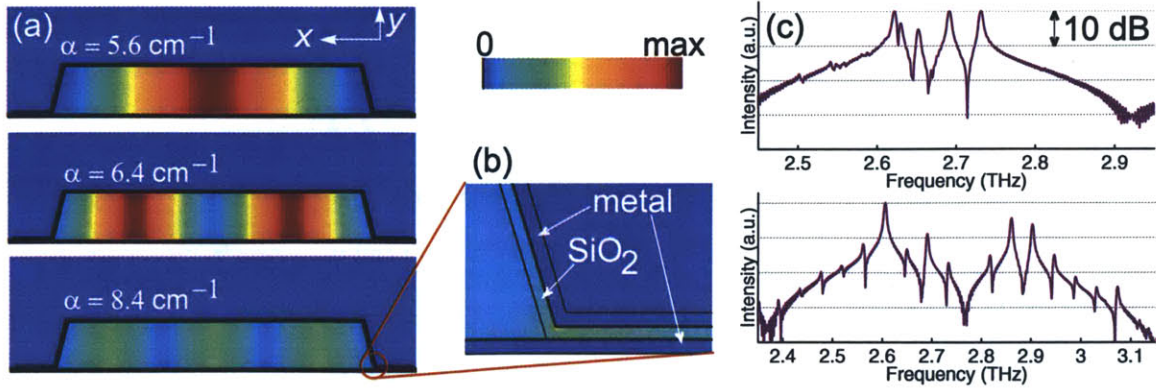 (a)
α = 5.6 cm⁻¹
x
y
α = 6.4 cm⁻¹
α = 8.4 cm⁻¹
0 max
(b)
metal
SiO₂
(c)
10 dB
Intensity (a.u.)
2.5 2.6 2.7 2.8 2.9
Frequency (THz)
Intensity (a.u.)
2.4 2.5 2.6 2.7 2.8 2.9 3 3.1
Frequency (THz)